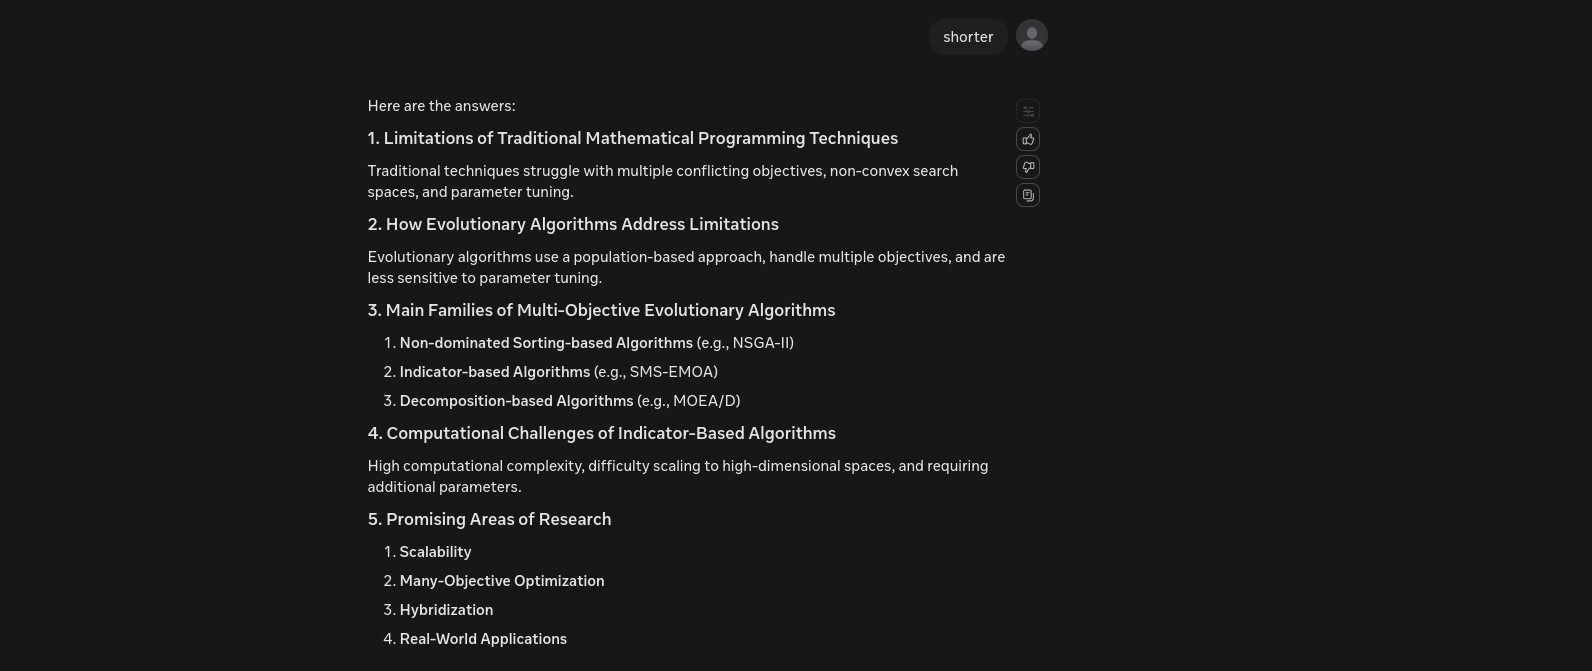 shorter
Here are the answers:
1. Limitations of Traditional Mathematical Programming Techniques
Traditional techniques struggle with multiple conflicting objectives, non-convex search
spaces, and parameter tuning.
2. How Evolutionary Algorithms Address Limitations
Evolutionary algorithms use a population-based approach, handle multiple objectives, and are
less sensitive to parameter tuning.
3. Main Families of Multi-Objective Evolutionary Algorithms
1. Non-dominated Sorting-based Algorithms (e.g., NSGA-II)
2. Indicator-based Algorithms (e.g., SMS-EMOA)
3. Decomposition-based Algorithms (e.g., MOEA/D)
4. Computational Challenges of Indicator-Based Algorithms
High computational complexity, difficulty scaling to high-dimensional spaces, and requiring
additional parameters.
5. Promising Areas of Research
1. Scalability
2. Many-Objective Optimization
3. Hybridization
4. Real-World Applications